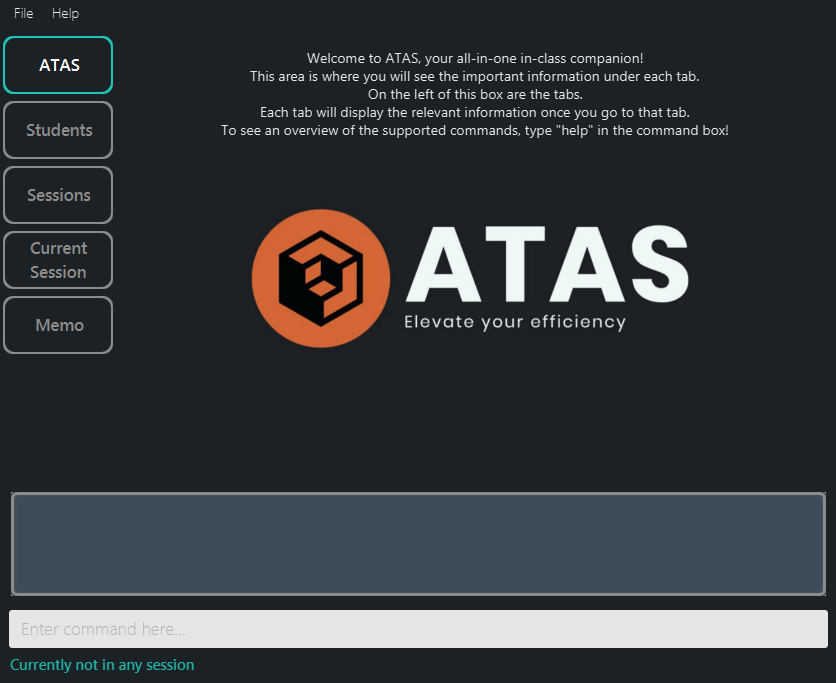 File Help
ATAS
Students
Sessions
Current
Session
Memo
Welcome to ATAS, your all-in-one in-class companion!
This area is where you will see the important information under each tab.
On the left of this box are the tabs.
Each tab will display the relevant information once you go to that tab.
To see an overview of the supported commands, type "help" in the command box!
ATAS
Elevate your efficiency
Enter command here...
Currently not in any session